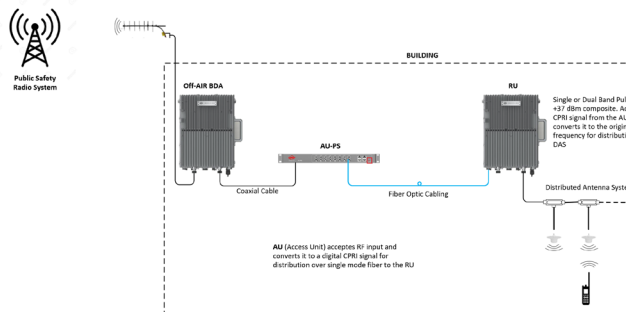 Public Safety
Radio System
BUILDING
Off-AIR BDA
AU-PS
RU
Single or Dual Band Pul
+37 dBm composite. Ac
CPRI signal from the AU
converts it to the origin
frequency for distributi
DAS
Coaxial Cable
Fiber Optic Cabling
Distributed Antenna Syste
AU (Access Unit) acceptes RF input and
converts it to a digital CPRI signal for
distribution over single mode fiber to the RU